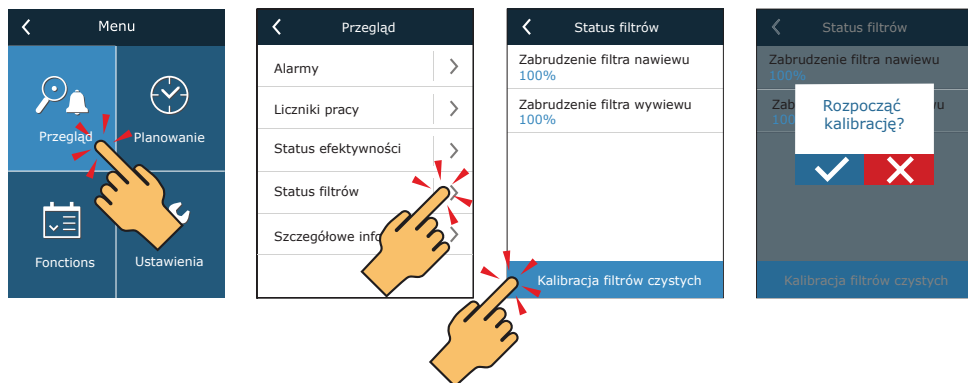 Menu
Przegląd
Planowanie
Fonctions
Ustawienia
Przegląd
Alarmy
Liczniki pracy
Status efektywności
Status filtrów
Szczegółowe info
Status filtrów
Zabrudzenie filtra nawiewu
100%
Zabrudzenie filtra wywiewu
100%
Kalibracja filtrów czystych
Status filtrów
Zabrudzenie filtra nawiewu
100%
Rozpocząć
kalibrację?
Kalibracja filtrów czystych